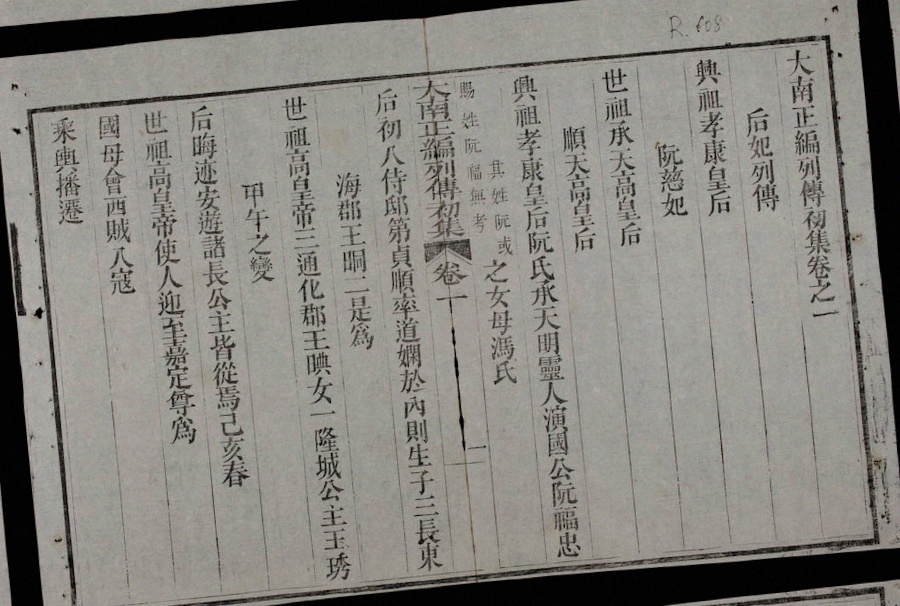 R.608
大南正編列傳初集卷之一
后妃列傳
興祖孝康皇后
阮慈妃
世祖承天高皇后
順天高皇后
興祖孝康皇后阮氏承天明靈人演國公阮福忠
賜姓阮福無考
其姓阮或
之女母馮氏
大南正編列傳初集
卷一
一
后初入侍邸第貞順率道嫻於內則生子三長東
海郡王晍二是爲
世祖高皇帝三通化郡王晪女一隆城公主玉琇
甲午之變
后晦迹安遊諸長公主皆從焉己亥春
世祖高皇帝使人迎至嘉定尊爲
國母會西賊入寇
乘輿播遷